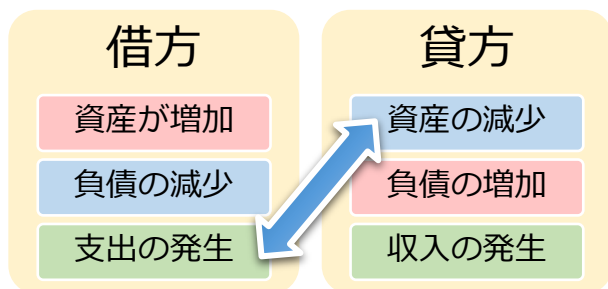 借方
資産が増加
負債の減少
支出の発生
貸方
資産の減少
負債の増加
収入の発生